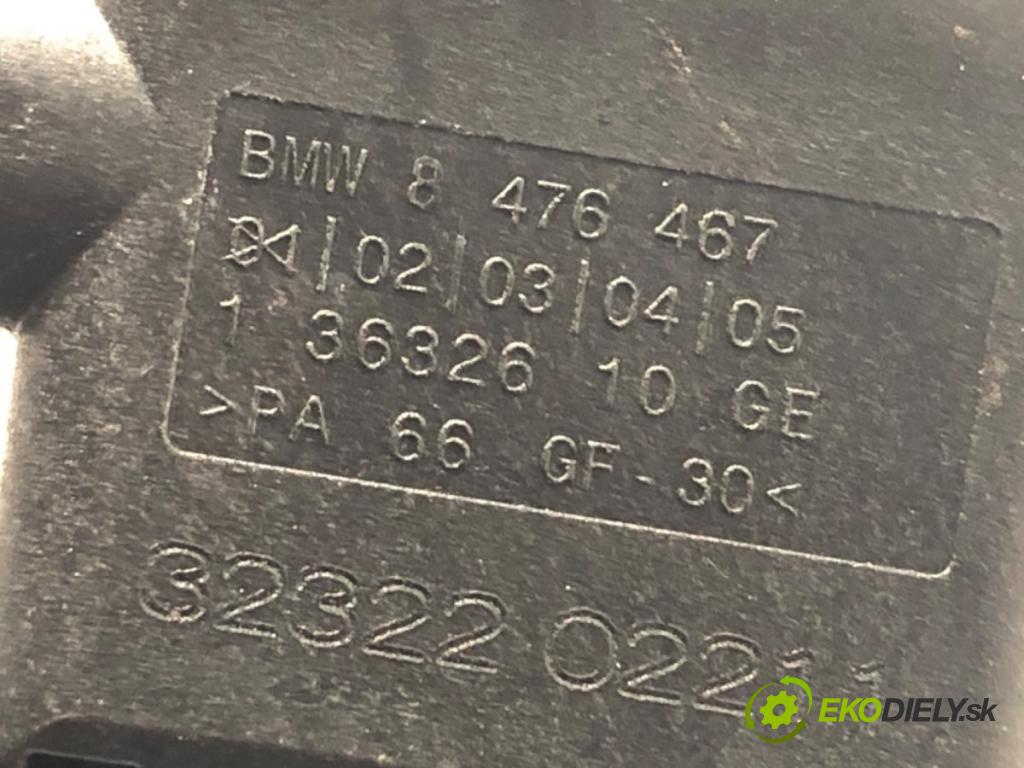 BMW 8 476 467
01|02|03|04|05
1 36326 10 GE
>PA 66 GF-30<
32322 02211
EKODIELY.sk